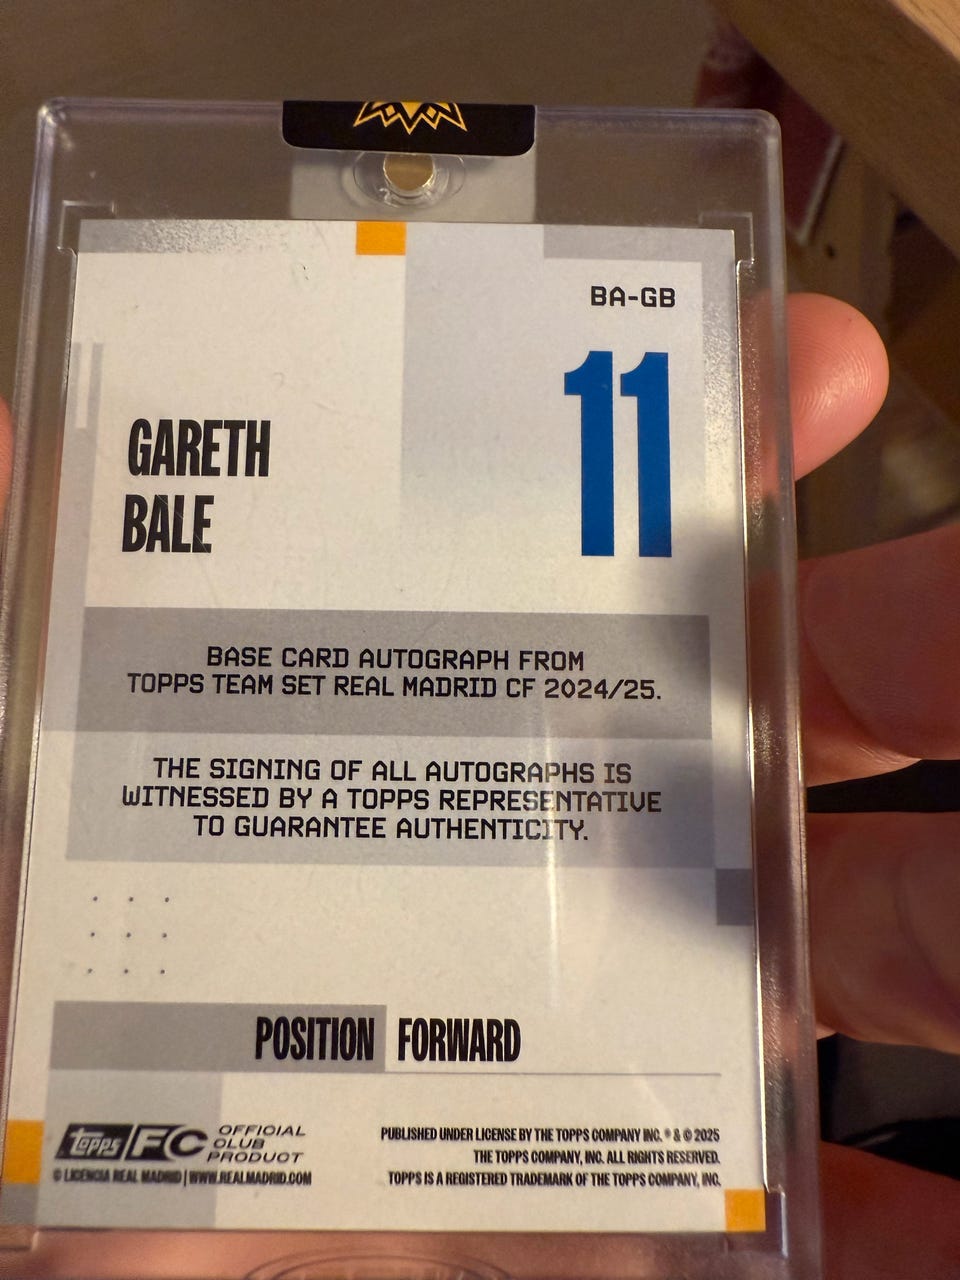 BA-GB
11
GARETH
BALE
BASE CARD AUTOGRAPH FROM
TOPPS TEAM SET REAL MADRID CF 2024/25.
THE SIGNING OF ALL AUTOGRAPHS IS
WITNESSED BY A TOPPS REPRESENTATIVE
TO GUARANTEE AUTHENTICITY.
POSITION FORWARD
topps FC OFFICIAL
CLUB
PRODUCT
© LICENCIA REAL MADRID | WWW.REALMADRID.COM
PUBLISHED UNDER LICENSE BY THE TOPPS COMPANY INC. ® & © 2025
THE TOPPS COMPANY, INC. ALL RIGHTS RESERVED.
TOPPS IS A REGISTERED TRADEMARK OF THE TOPPS COMPANY, INC.